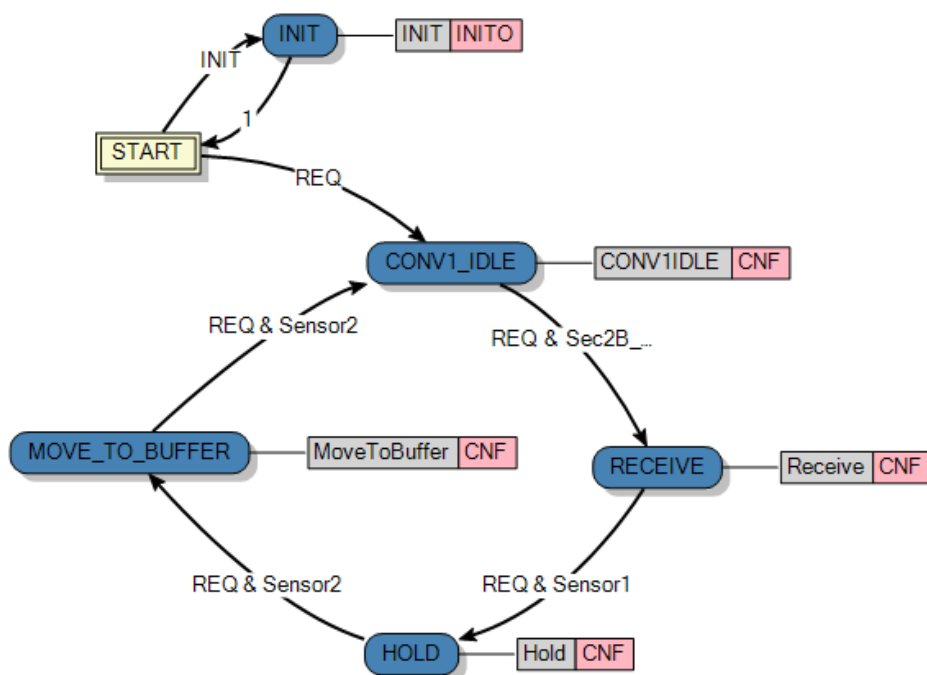 INIT
INIT INITO
INIT
1
START
REQ
CONV1_IDLE
CONV1IDLE CNF
REQ & Sensor2
REQ & Sec2B_...
MOVE_TO_BUFFER
MoveToBuffer CNF
RECEIVE
Receive CNF
REQ & Sensor2
REQ & Sensor1
HOLD
Hold CNF